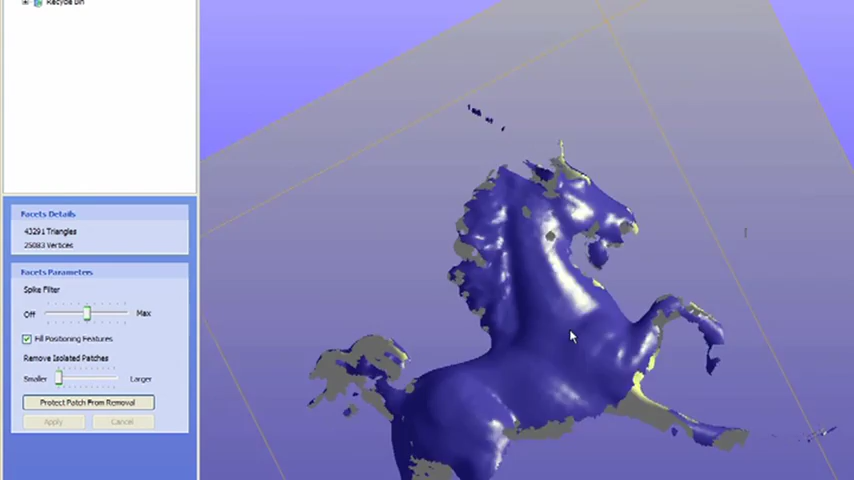 Recycle Bin
Facets Details
43291 Triangles
25083 Vertices
Facets Parameters
Spike Filter
Off Max
Fill Positioning Features
Remove Isolated Patches
Smaller Larger
Protect Patch From Removal
Apply Cancel